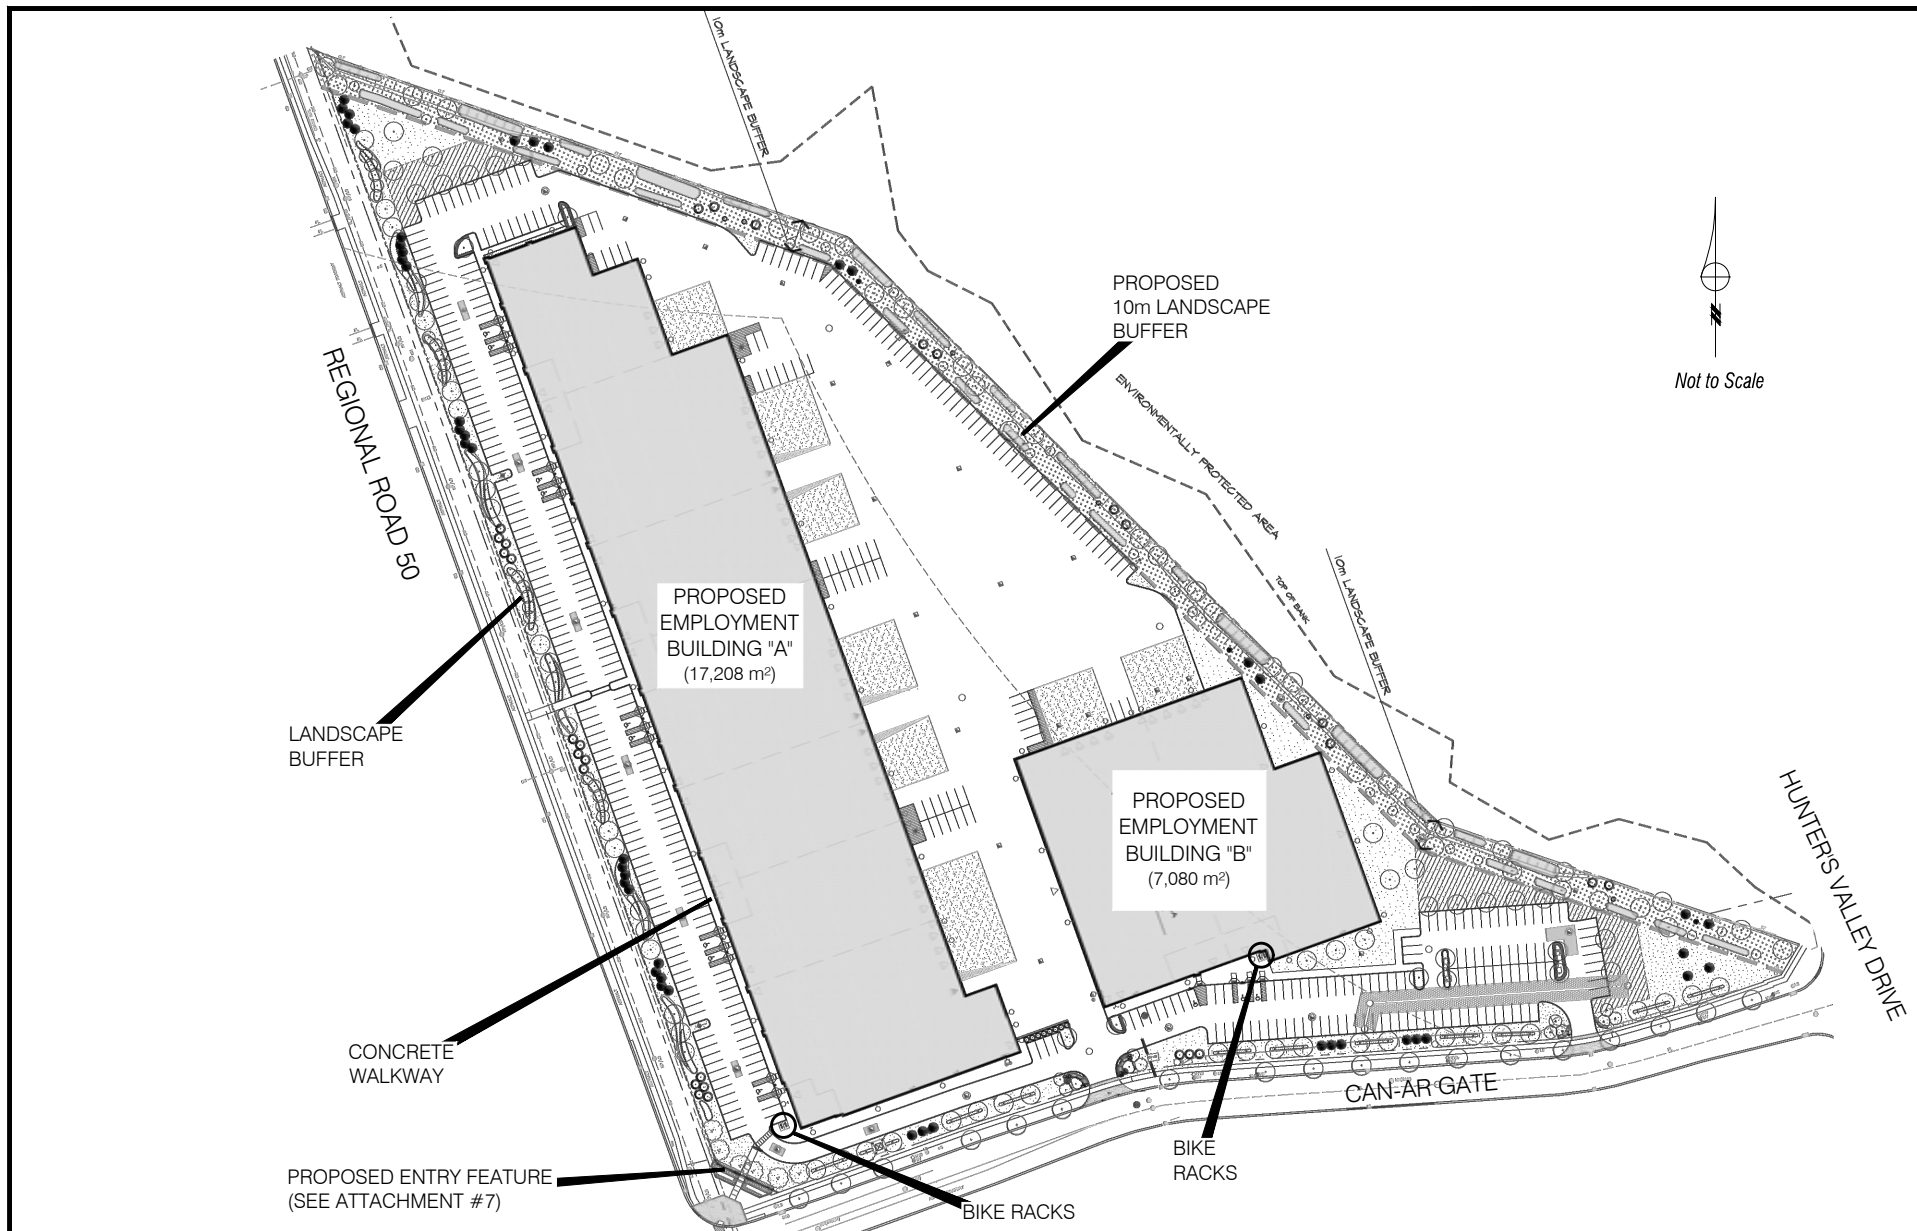 10m LANDSCAPE BUFFER
PROPOSED
10m LANDSCAPE
BUFFER
Not to Scale
REGIONAL ROAD 50
ENVIRONMENTALLY PROTECTED AREA
TOP OF BANK
10m LANDSCAPE BUFFER
PROPOSED
EMPLOYMENT
BUILDING "A"
(17,208 m²)
LANDSCAPE
BUFFER
PROPOSED
EMPLOYMENT
BUILDING "B"
(7,080 m²)
HUNTER'S VALLEY DRIVE
CONCRETE
WALKWAY
CAN-AR GATE
BIKE
RACKS
PROPOSED ENTRY FEATURE
(SEE ATTACHMENT #7)
BIKE RACKS